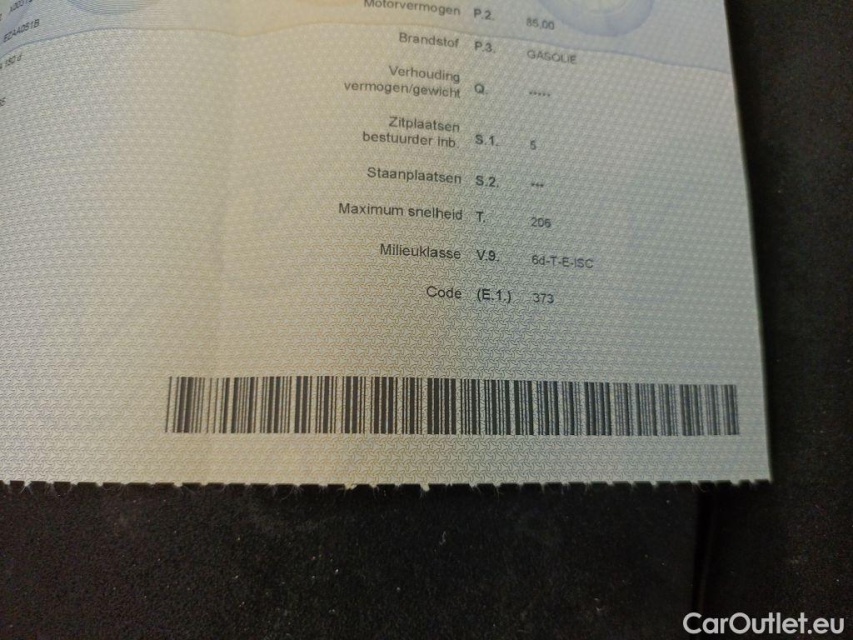 Motorvermogen P.2. 85,00
Brandstof P.3. GASOLIE
Verhouding
vermogen/gewicht Q. -----
Zitplaatsen
bestuurder inb. S.1. 5
Staanplaatsen S.2. ---
Maximum snelheid T. 206
Milieuklasse V.9. 6d-T-E-ISC
Code (E.1.) 373
CarOutlet.eu